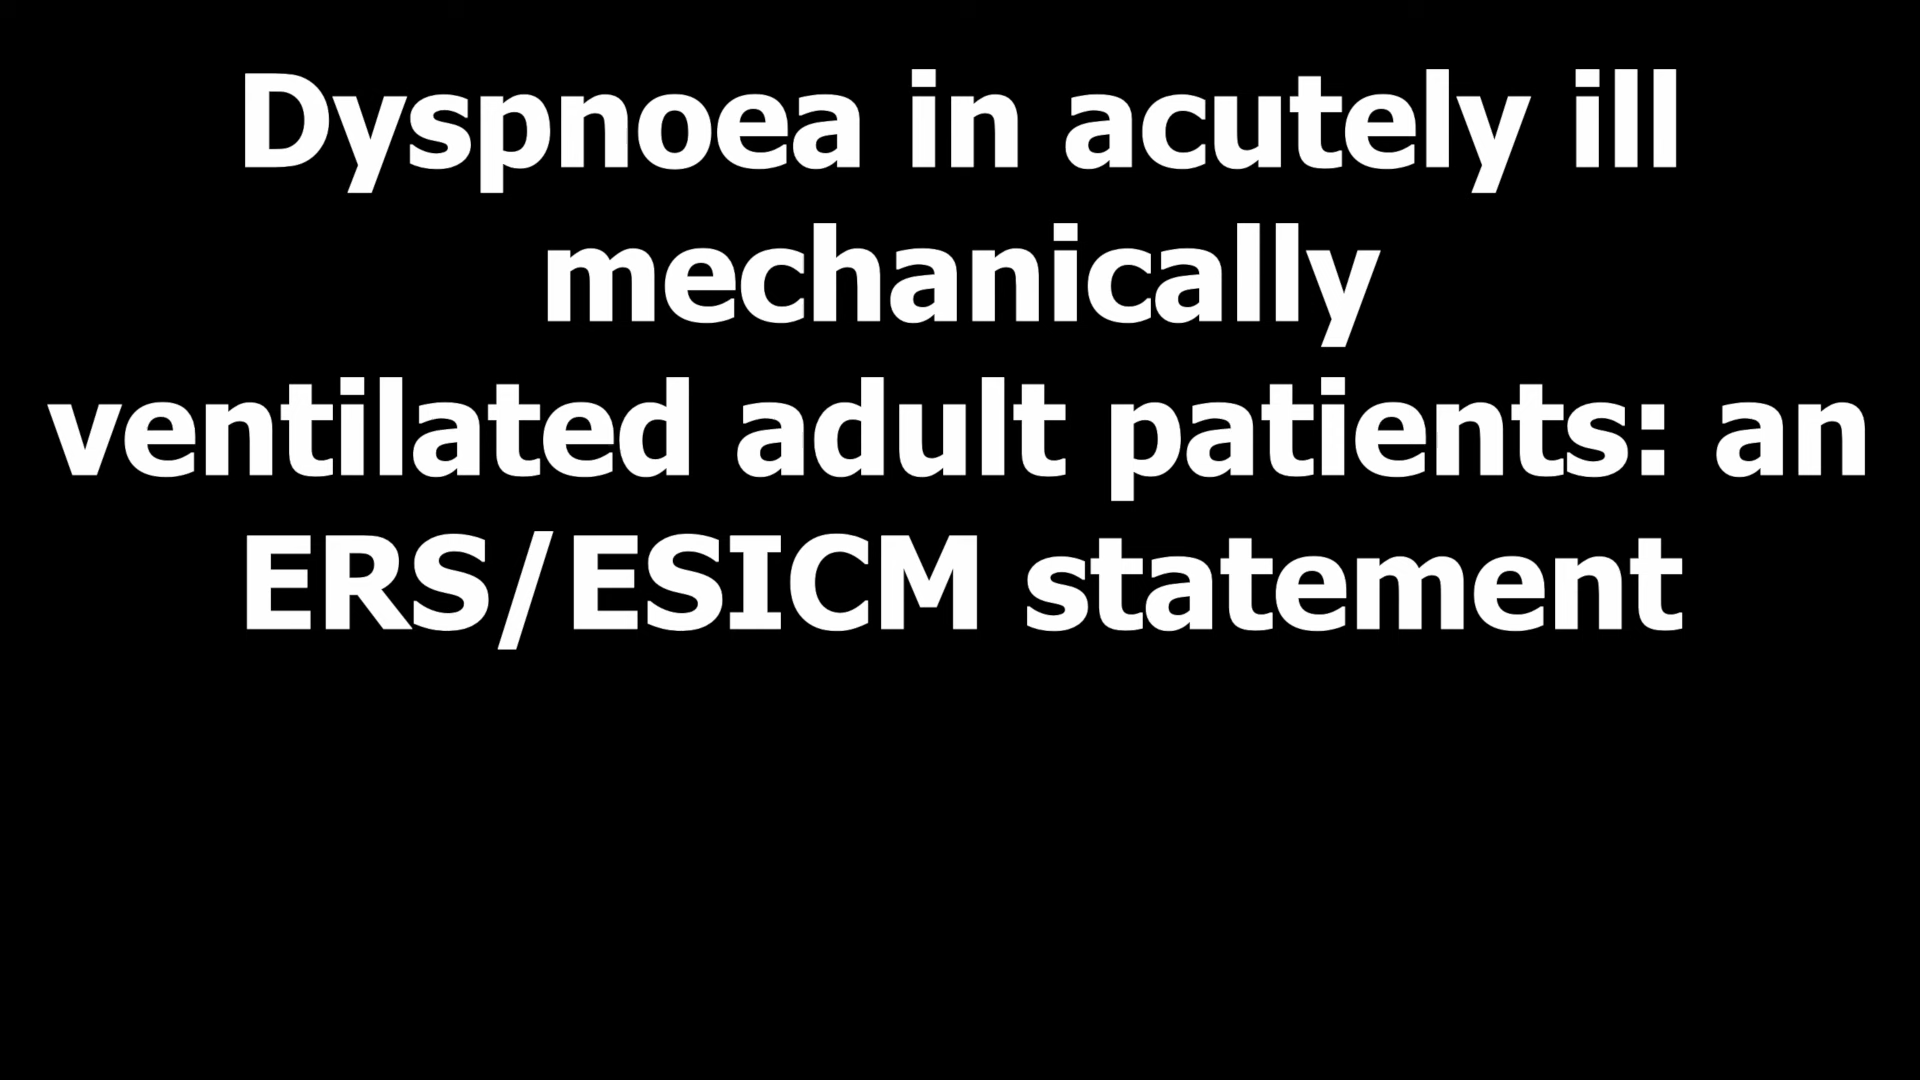 Dyspnoea in acutely ill
mechanically
ventilated adult patients: an
ERS/ESICM statement